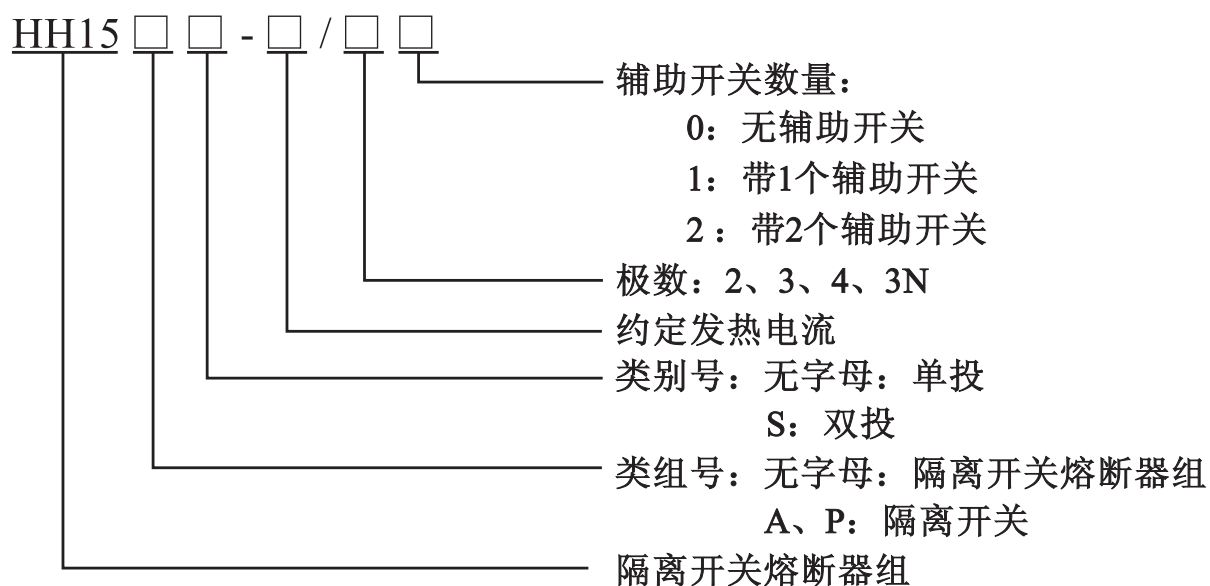 HH15 □ □ - □ / □ □
辅助开关数量：
0：无辅助开关
1：带1个辅助开关
2：带2个辅助开关
极数：2、3、4、3N
约定发热电流
类别号：无字母：单投
S：双投
类组号：无字母：隔离开关熔断器组
A、P：隔离开关
隔离开关熔断器组